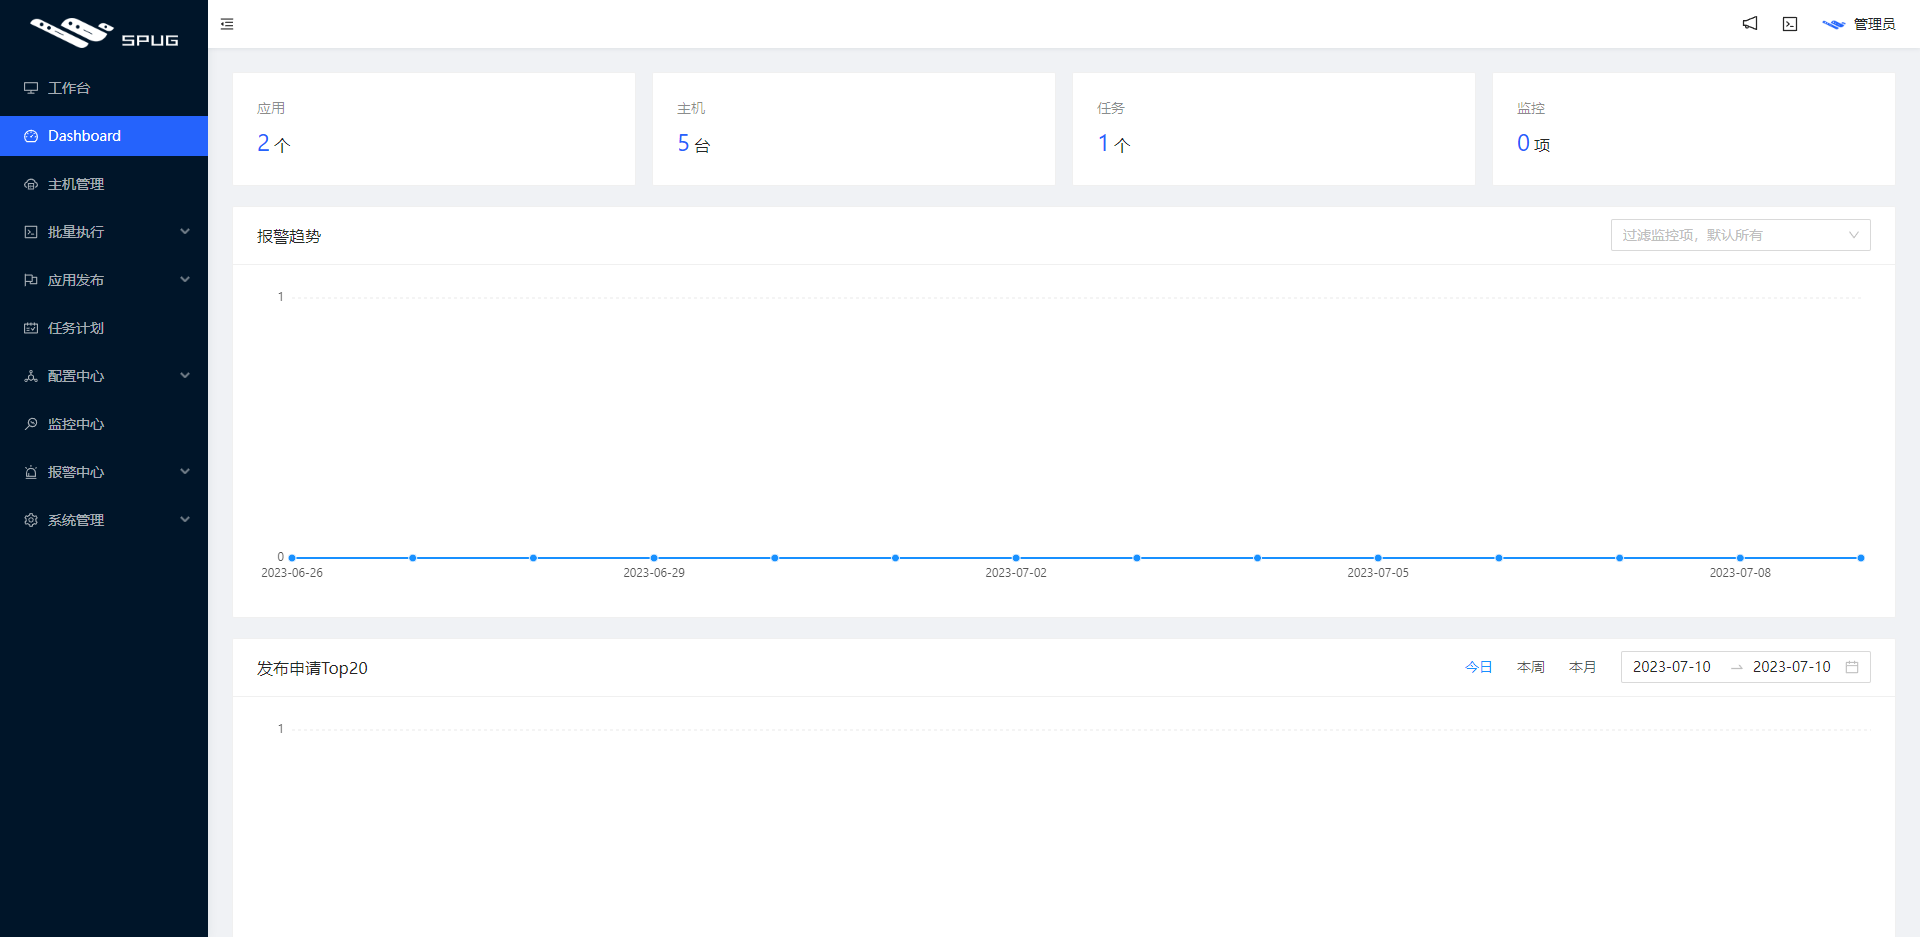 SPUG
工作台
Dashboard
主机管理
批量执行
应用发布
任务计划
配置中心
监控中心
报警中心
系统管理
管理员
应用
2 个
主机
5 台
任务
1 个
监控
0 项
报警趋势
过滤监控项，默认所有
1
0
2023-06-26
2023-06-29
2023-07-02
2023-07-05
2023-07-08
发布申请Top20
今日
本周
本月
2023-07-10
2023-07-10
1